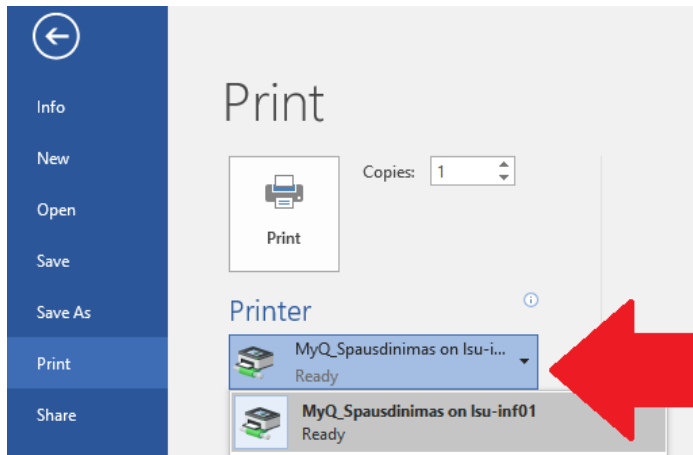 Info
New
Open
Save
Save As
Print
Share
Print
Copies: 1
Print
Printer
MyQ_Spausdinimas on lsu-i...
Ready
MyQ_Spausdinimas on lsu-inf01
Ready